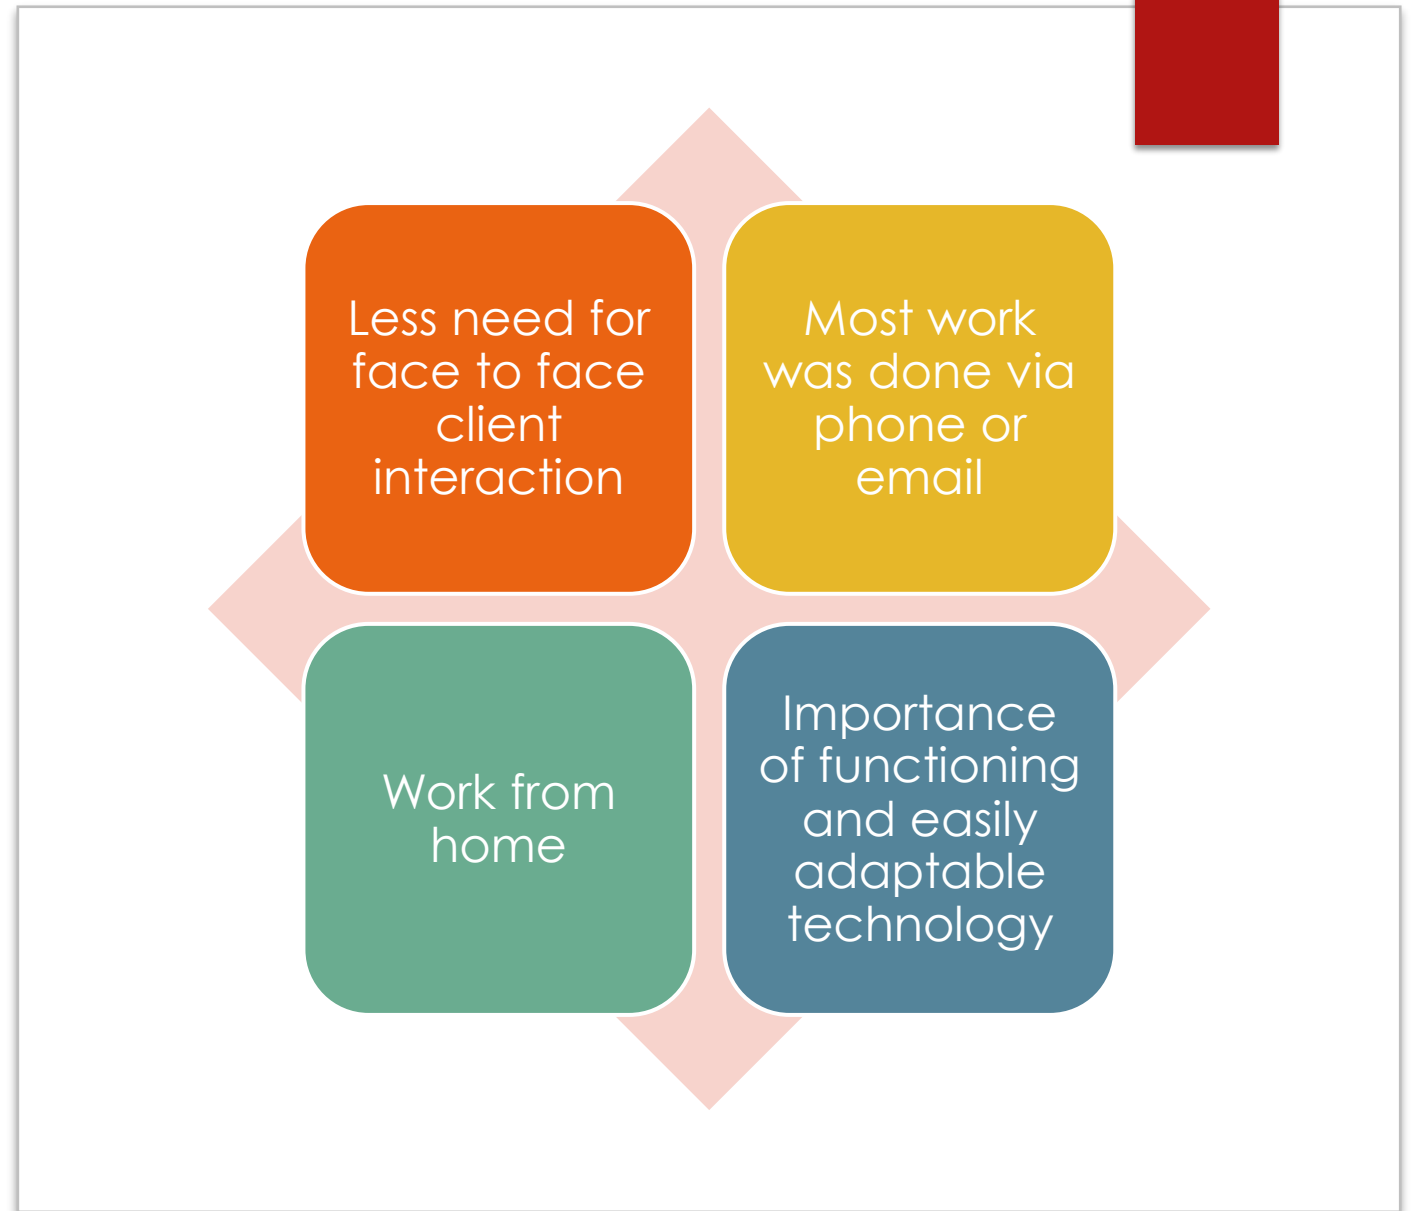 Less need for
face to face
client
interaction
Most work
was done via
phone or
email
Work from
home
Importance
of functioning
and easily
adaptable
technology